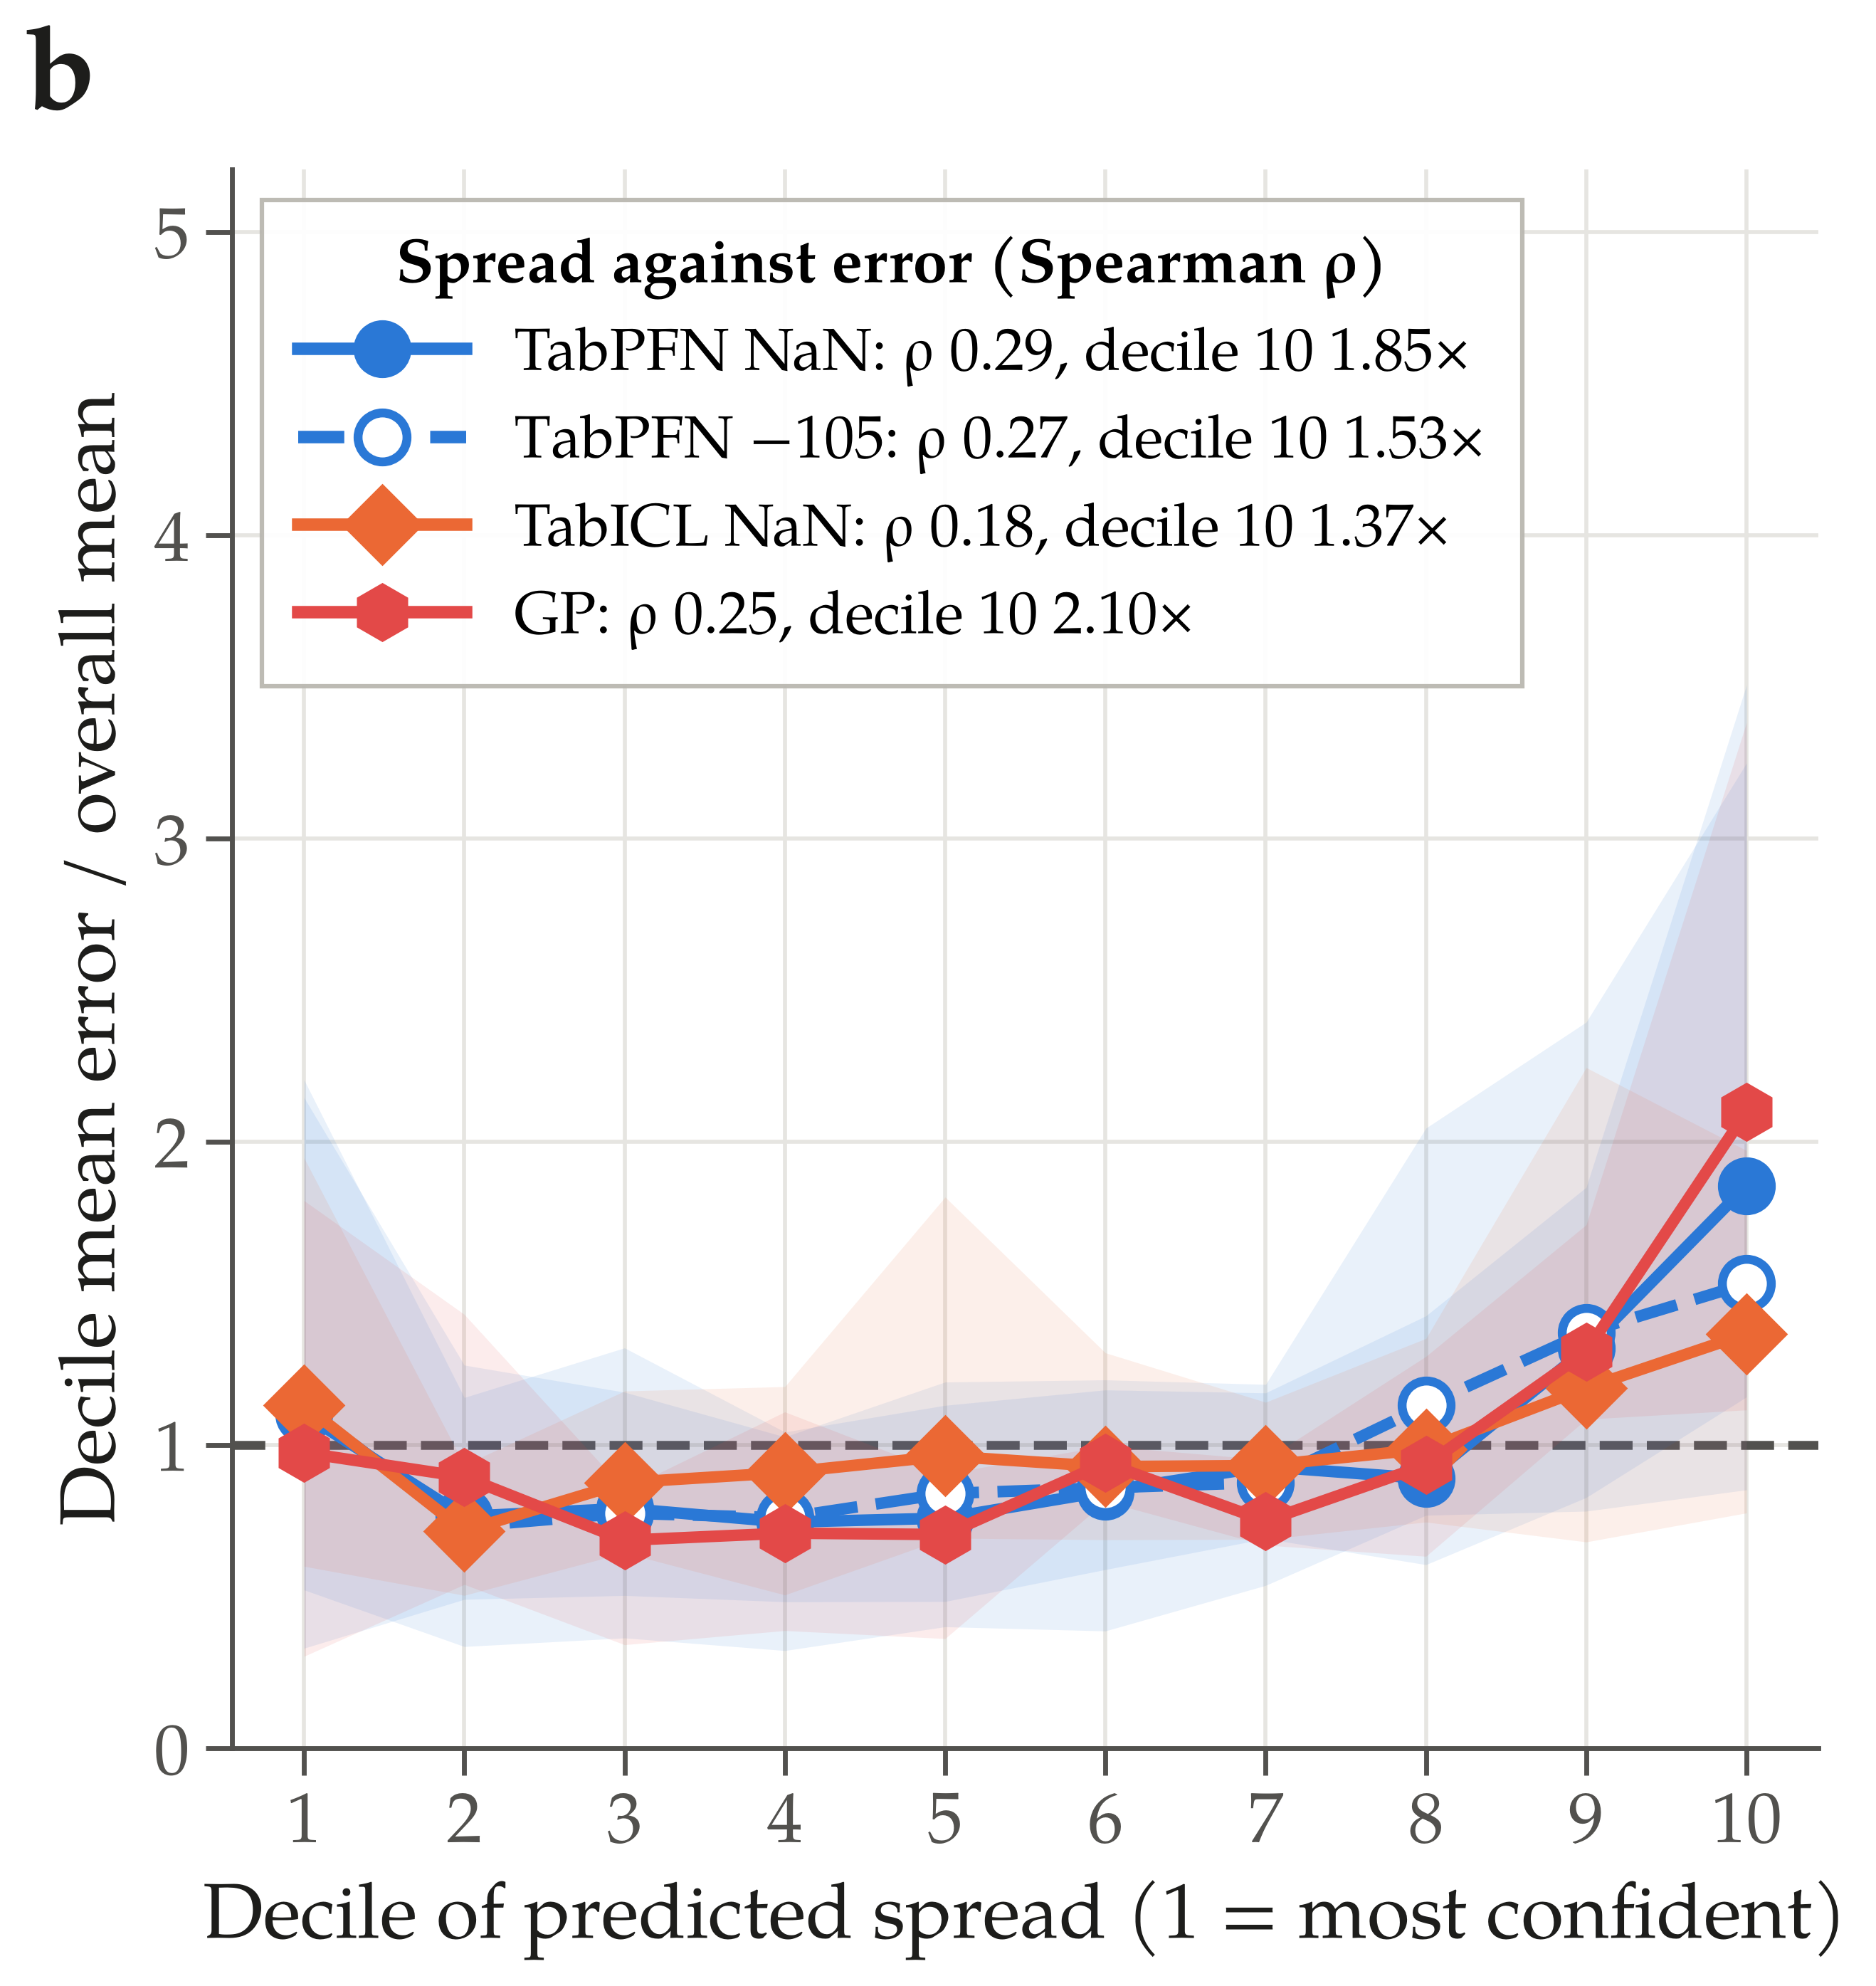 b
Decile mean error / overall mean
5
4
3
2
1
0
Spread against error (Spearman ρ)
TabPFN NaN: ρ 0.29, decile 10 1.85×
TabPFN −105: ρ 0.27, decile 10 1.53×
TabICL NaN: ρ 0.18, decile 10 1.37×
GP: ρ 0.25, decile 10 2.10×
1 2 3 4 5 6 7 8 9 10
Decile of predicted spread (1 = most confident)